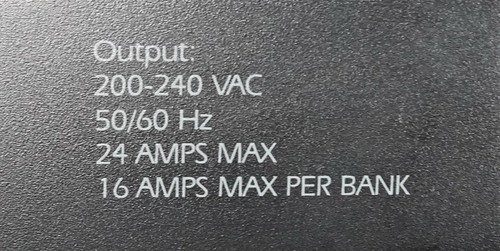 Output:
200-240 VAC
50/60 Hz
24 AMPS MAX
16 AMPS MAX PER BANK